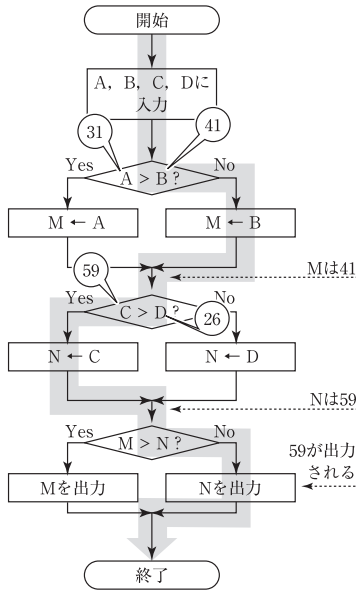 開始
A，B，C，Dに
入力
31
41
Yes
No
A > B ?
M ← A
M ← B
59
Mは41
Yes
No
C > D ?
26
N ← C
N ← D
Nは59
Yes
No
M > N ?
59が出力
される
Mを出力
Nを出力
終了